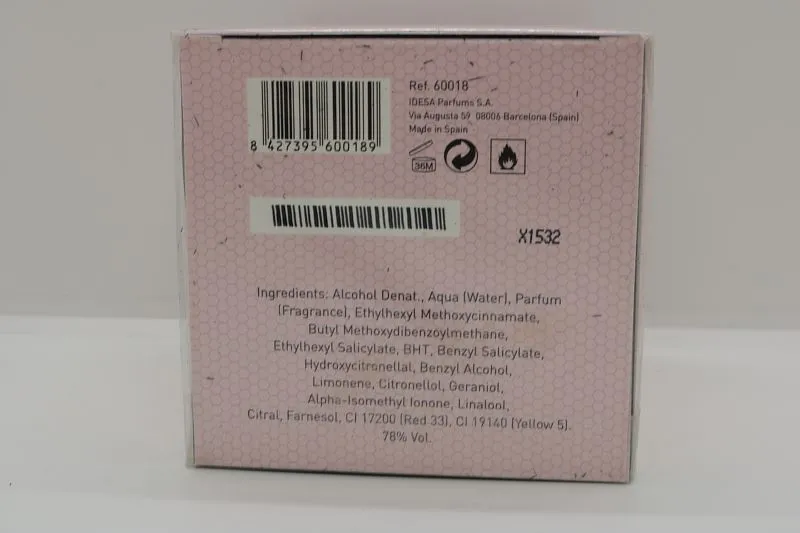 8 427395 600189
Ref. 60018
IDESA Parfums S.A.
Via Augusta 59 08006 Barcelona (Spain)
Made in Spain
36M
X1532
Ingredients: Alcohol Denat., Aqua (Water), Parfum
(Fragrance), Ethylhexyl Methoxycinnamate,
Butyl Methoxydibenzoylmethane,
Ethylhexyl Salicylate, BHT, Benzyl Salicylate,
Hydroxycitronellal, Benzyl Alcohol,
Limonene, Citronellol, Geraniol,
Alpha-Isomethyl Ionone, Linalool,
Citral, Farnesol, CI 17200 (Red 33), CI 19140 (Yellow 5).
78% Vol.